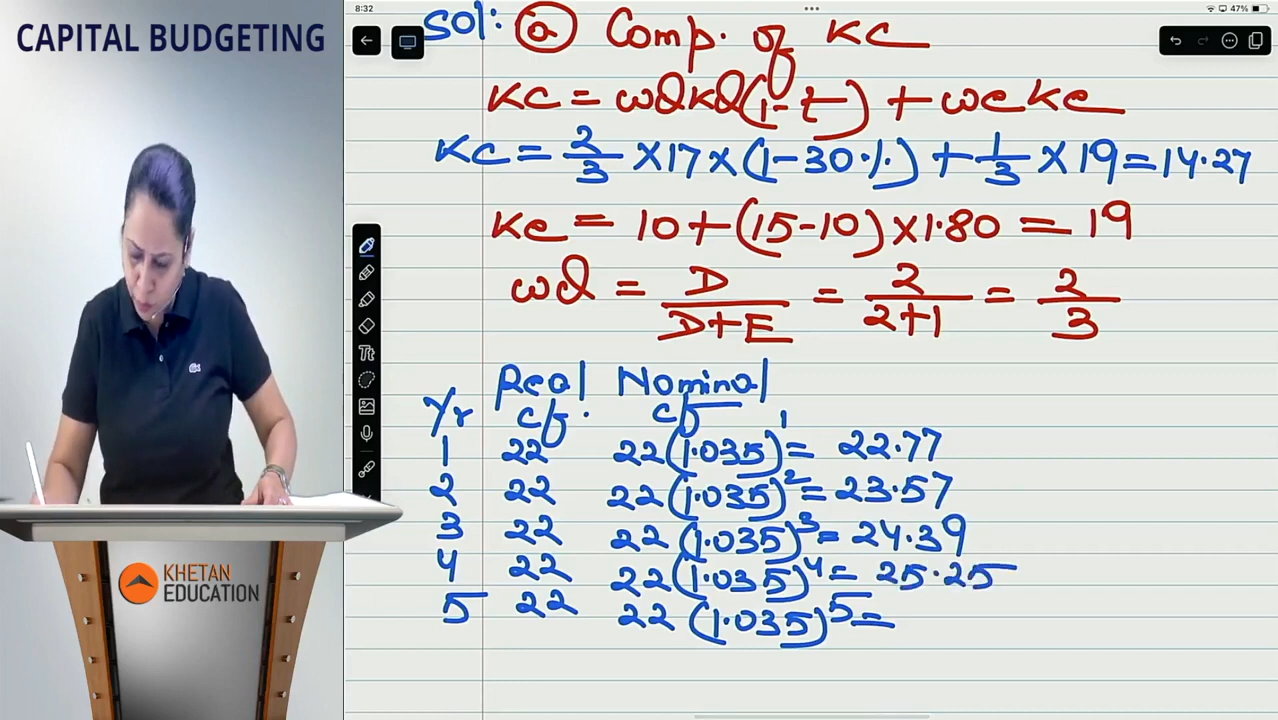 CAPITAL BUDGETING
8:32
47%
Sol: (a) Comp. of KC
KC = wdkd(1-t) + weke
KC = 2/3 X17X (1-30%) + 1/3 X 19 = 14.27
Ke = 10+(15-10)X1.80 = 19
wd = D/D+E = 2/2+1 = 2/3
Yr Real cf. Nominal cf
1 22 22(1.035)^1 = 22.77
2 22 22(1.035)^2 = 23.57
3 22 22(1.035)^3 = 24.39
4 22 22(1.035)^4 = 25.25
5 22 22(1.035)^5 =
Tt
KHETAN
EDUCATION